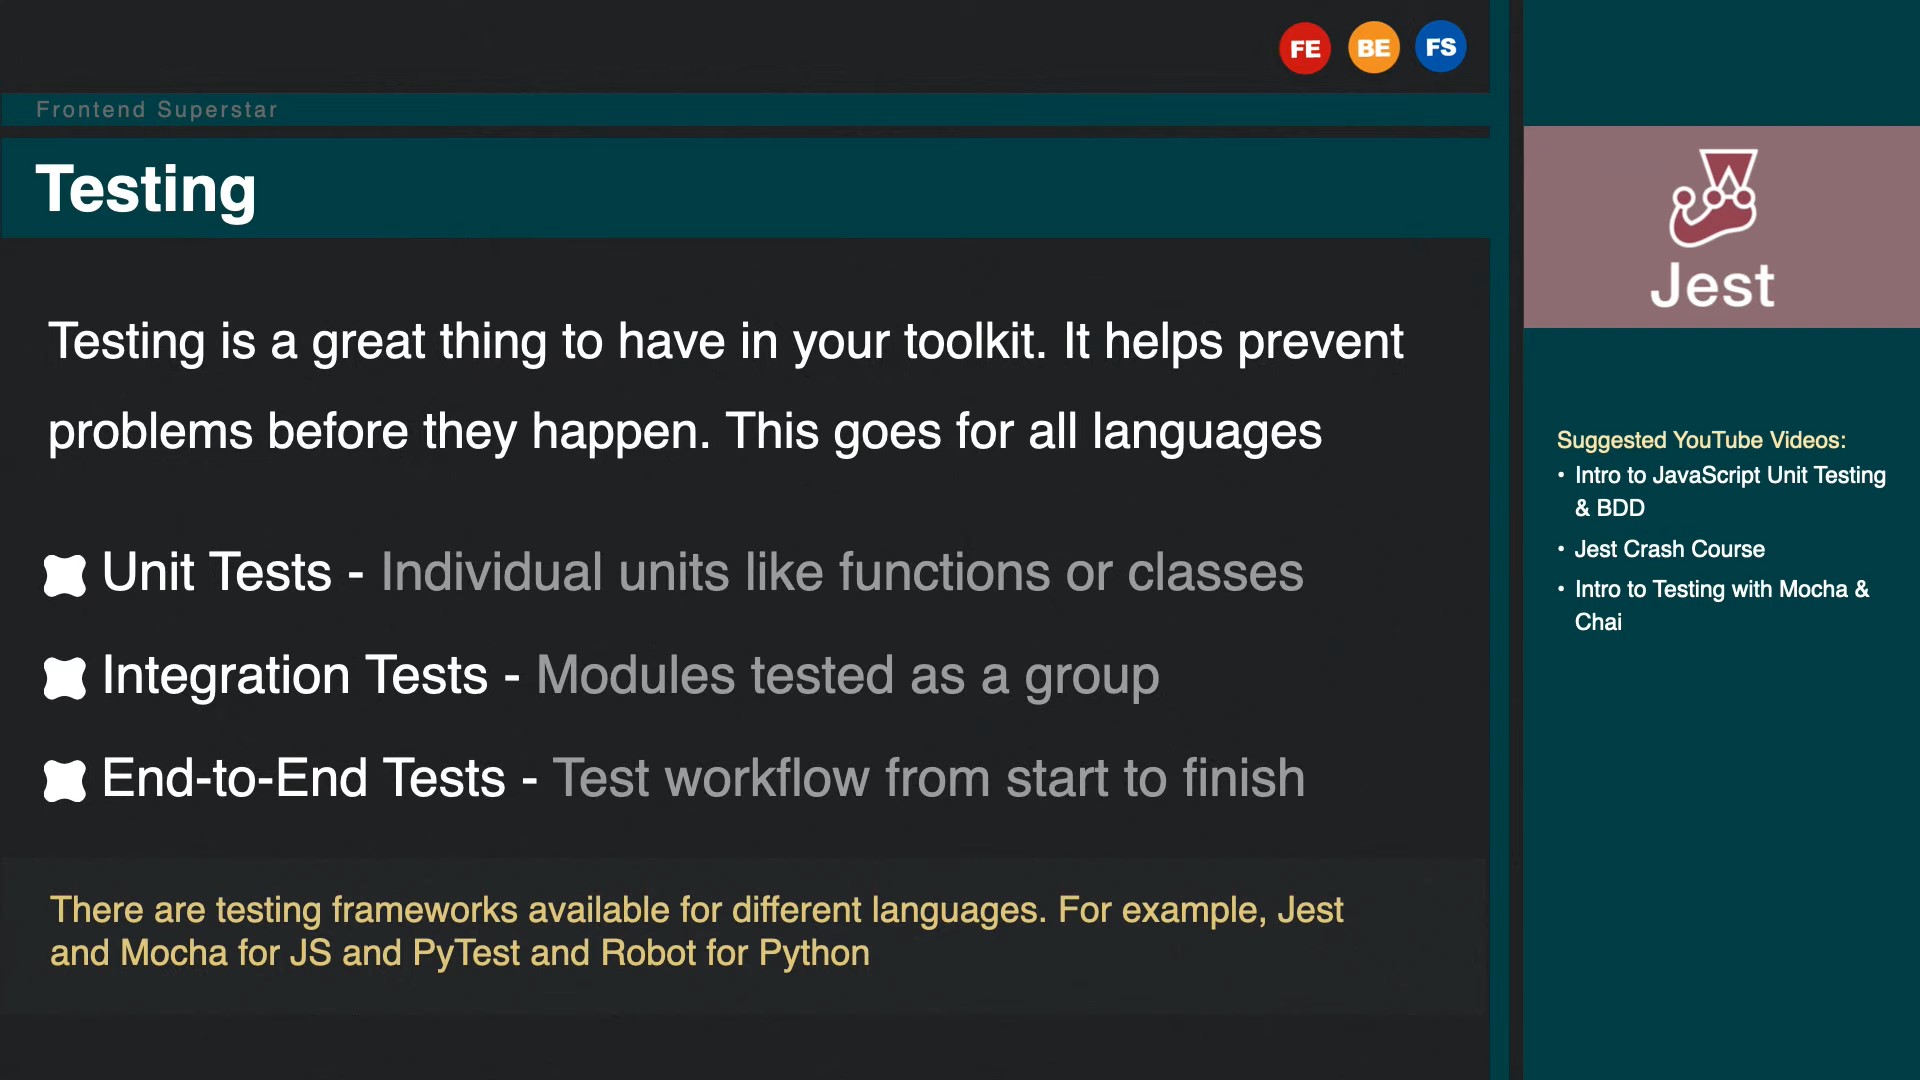 FE BE FS
Frontend Superstar
Testing
Testing is a great thing to have in your toolkit. It helps prevent
problems before they happen. This goes for all languages
Unit Tests - Individual units like functions or classes
Integration Tests - Modules tested as a group
End-to-End Tests - Test workflow from start to finish
There are testing frameworks available for different languages. For example, Jest
and Mocha for JS and PyTest and Robot for Python
Jest
Suggested YouTube Videos:
• Intro to JavaScript Unit Testing
& BDD
• Jest Crash Course
• Intro to Testing with Mocha &
Chai